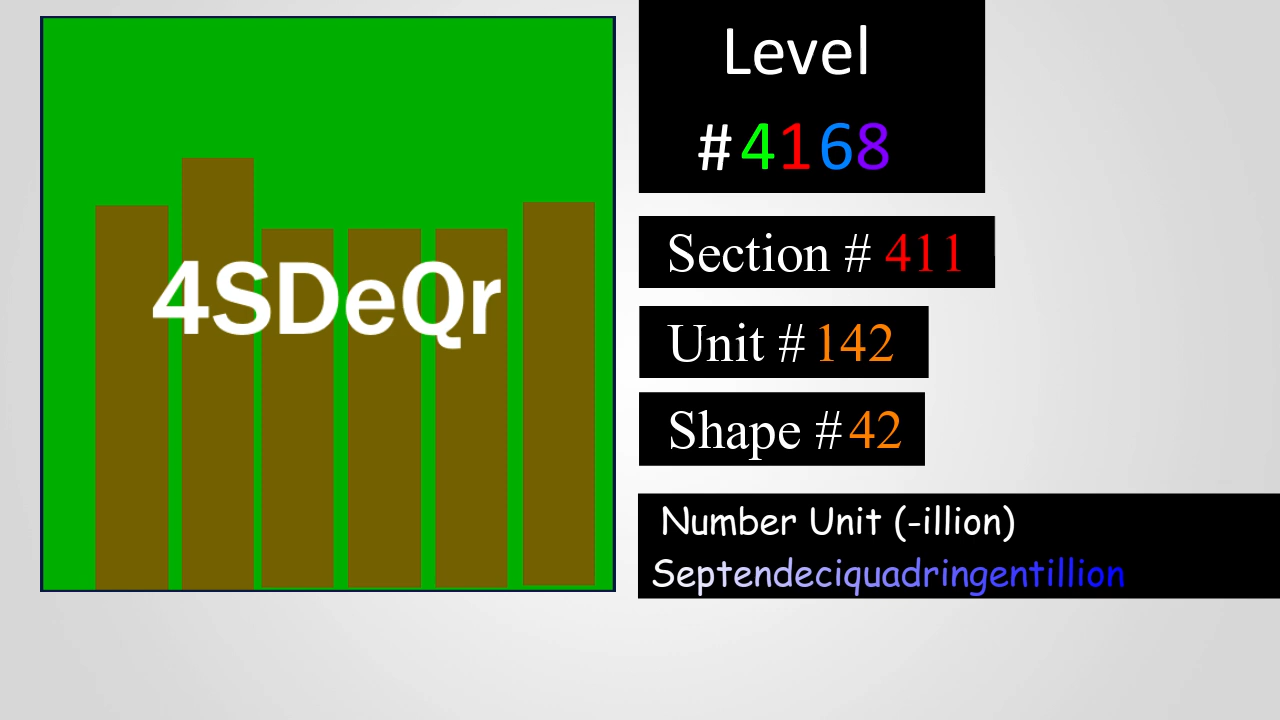 4SDeQr
Level
#4168
Section # 411
Unit # 142
Shape # 42
Number Unit (-illion)
Septendeciquadringentillion